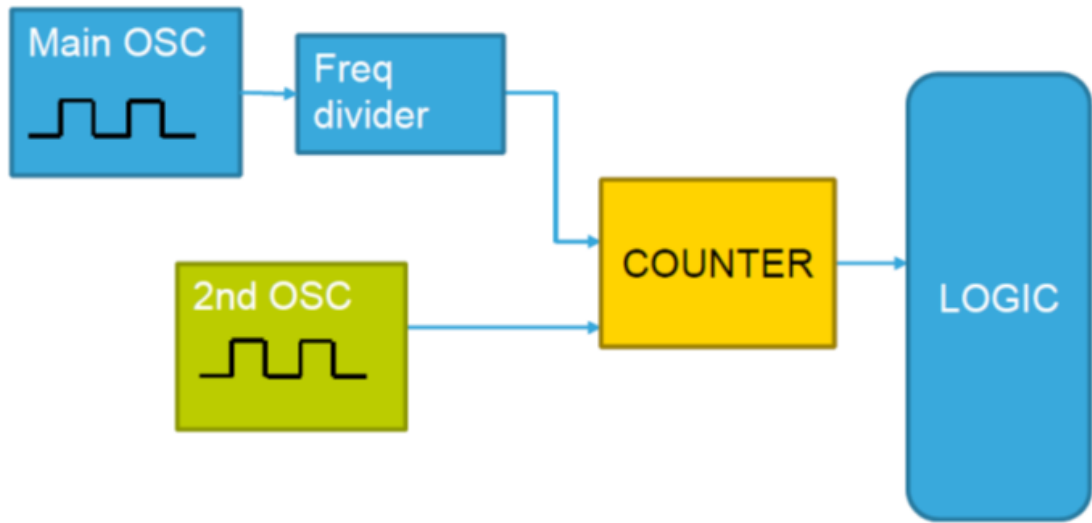 Main OSC
Freq
divider
COUNTER
2nd OSC
LOGIC